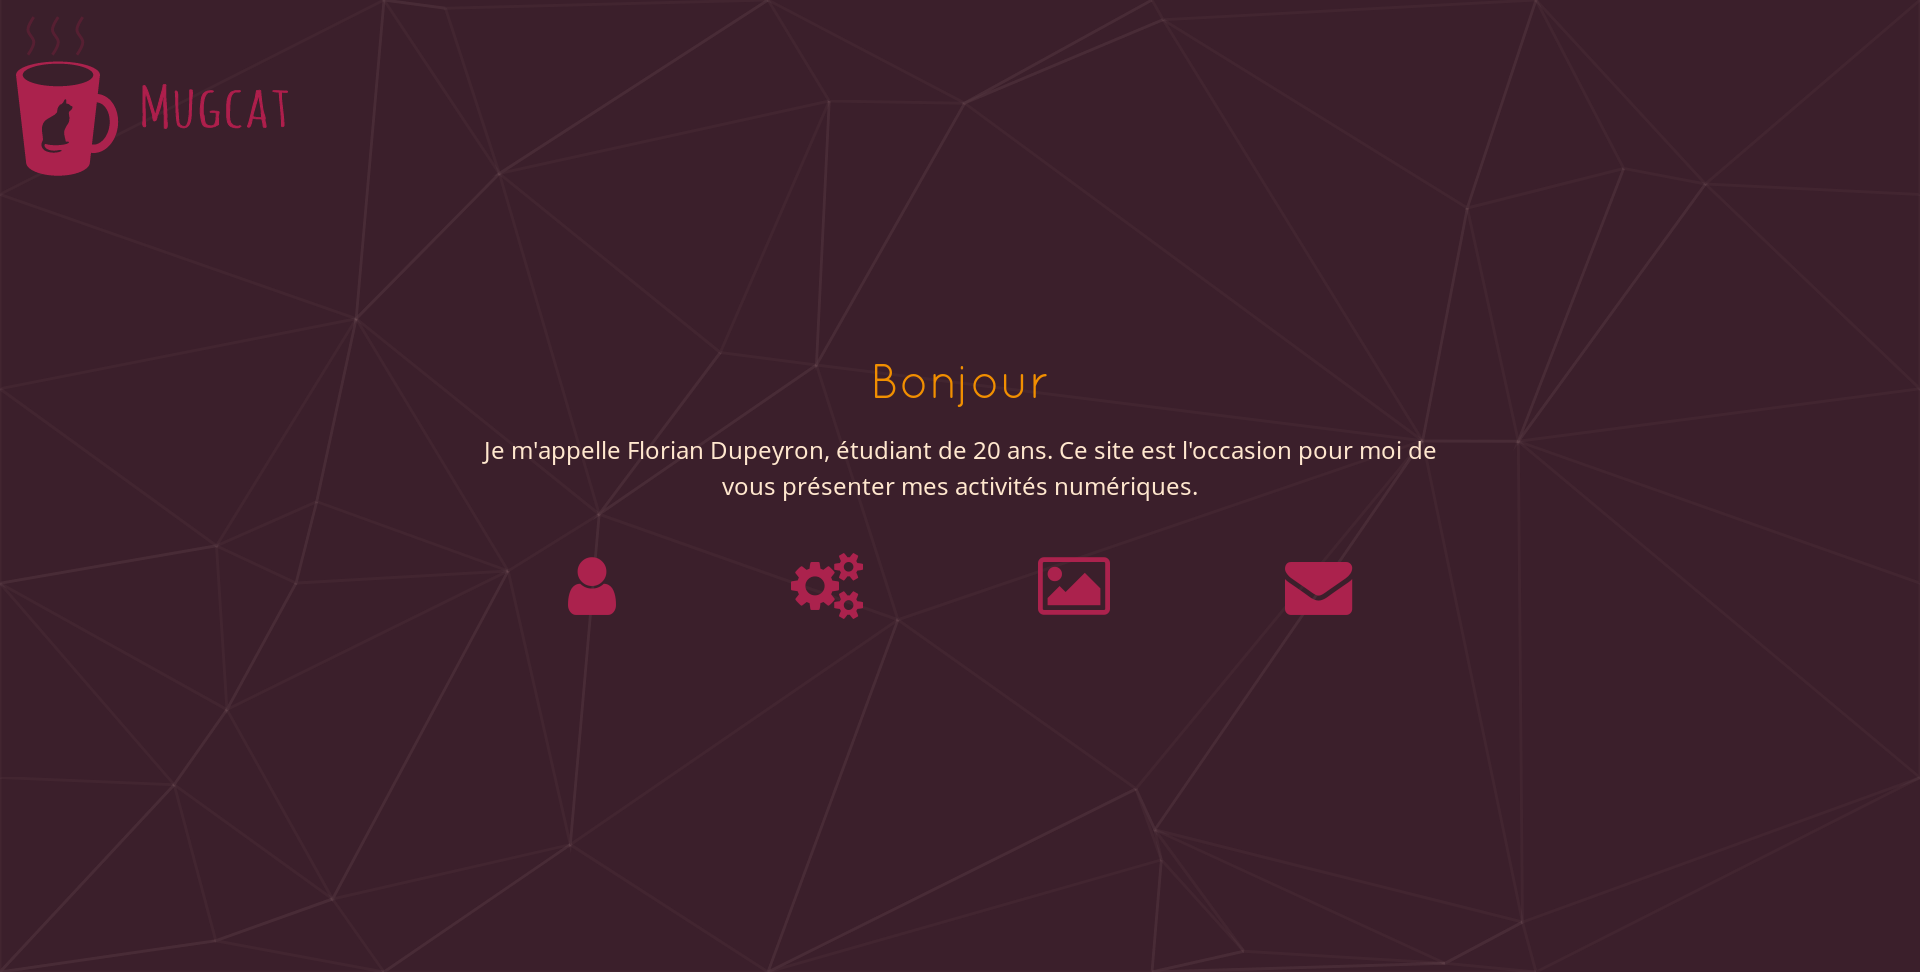 Mugcat
Bonjour
Je m'appelle Florian Dupeyron, étudiant de 20 ans. Ce site est l'occasion pour moi de
vous présenter mes activités numériques.